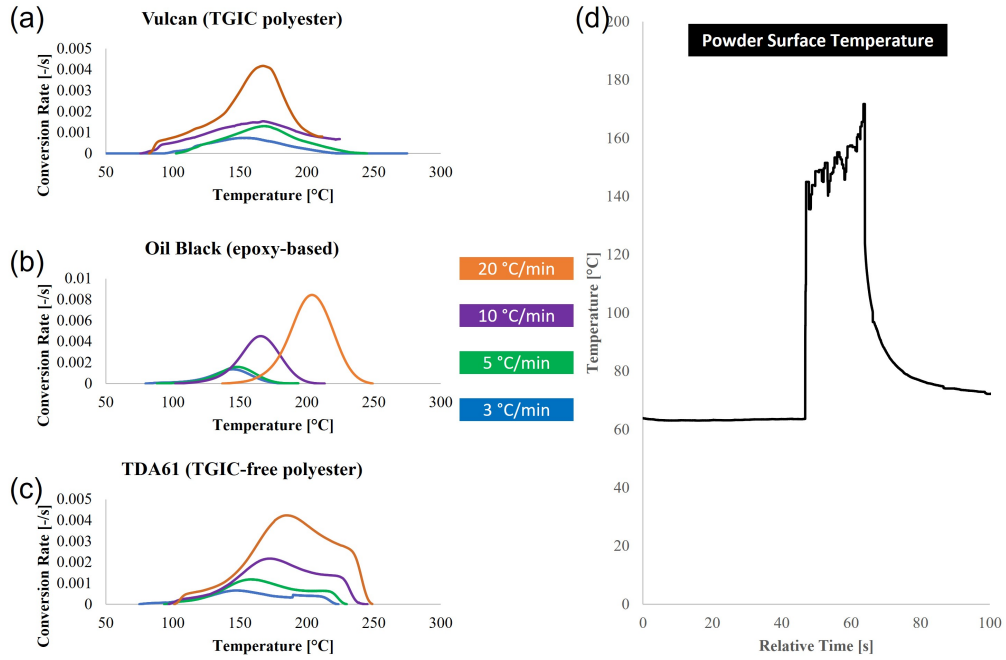 (a)
Vulcan (TGIC polyester)
Conversion Rate [-/s]
0.005
0.004
0.003
0.002
0.001
0
50 100 150 200 250 300
Temperature [°C]
(b)
Oil Black (epoxy-based)
Conversion Rate [-/s]
0.01
0.008
0.006
0.004
0.002
0
50 100 150 200 250 300
Temperature [°C]
20 °C/min
10 °C/min
5 °C/min
3 °C/min
(c)
TDA61 (TGIC-free polyester)
Conversion Rate [-/s]
0.005
0.004
0.003
0.002
0.001
0
50 100 150 200 250 300
Temperature [°C]
(d)
Powder Surface Temperature
Temperature [°C]
200
180
160
140
120
100
80
60
40
20
0
0 20 40 60 80 100
Relative Time [s]